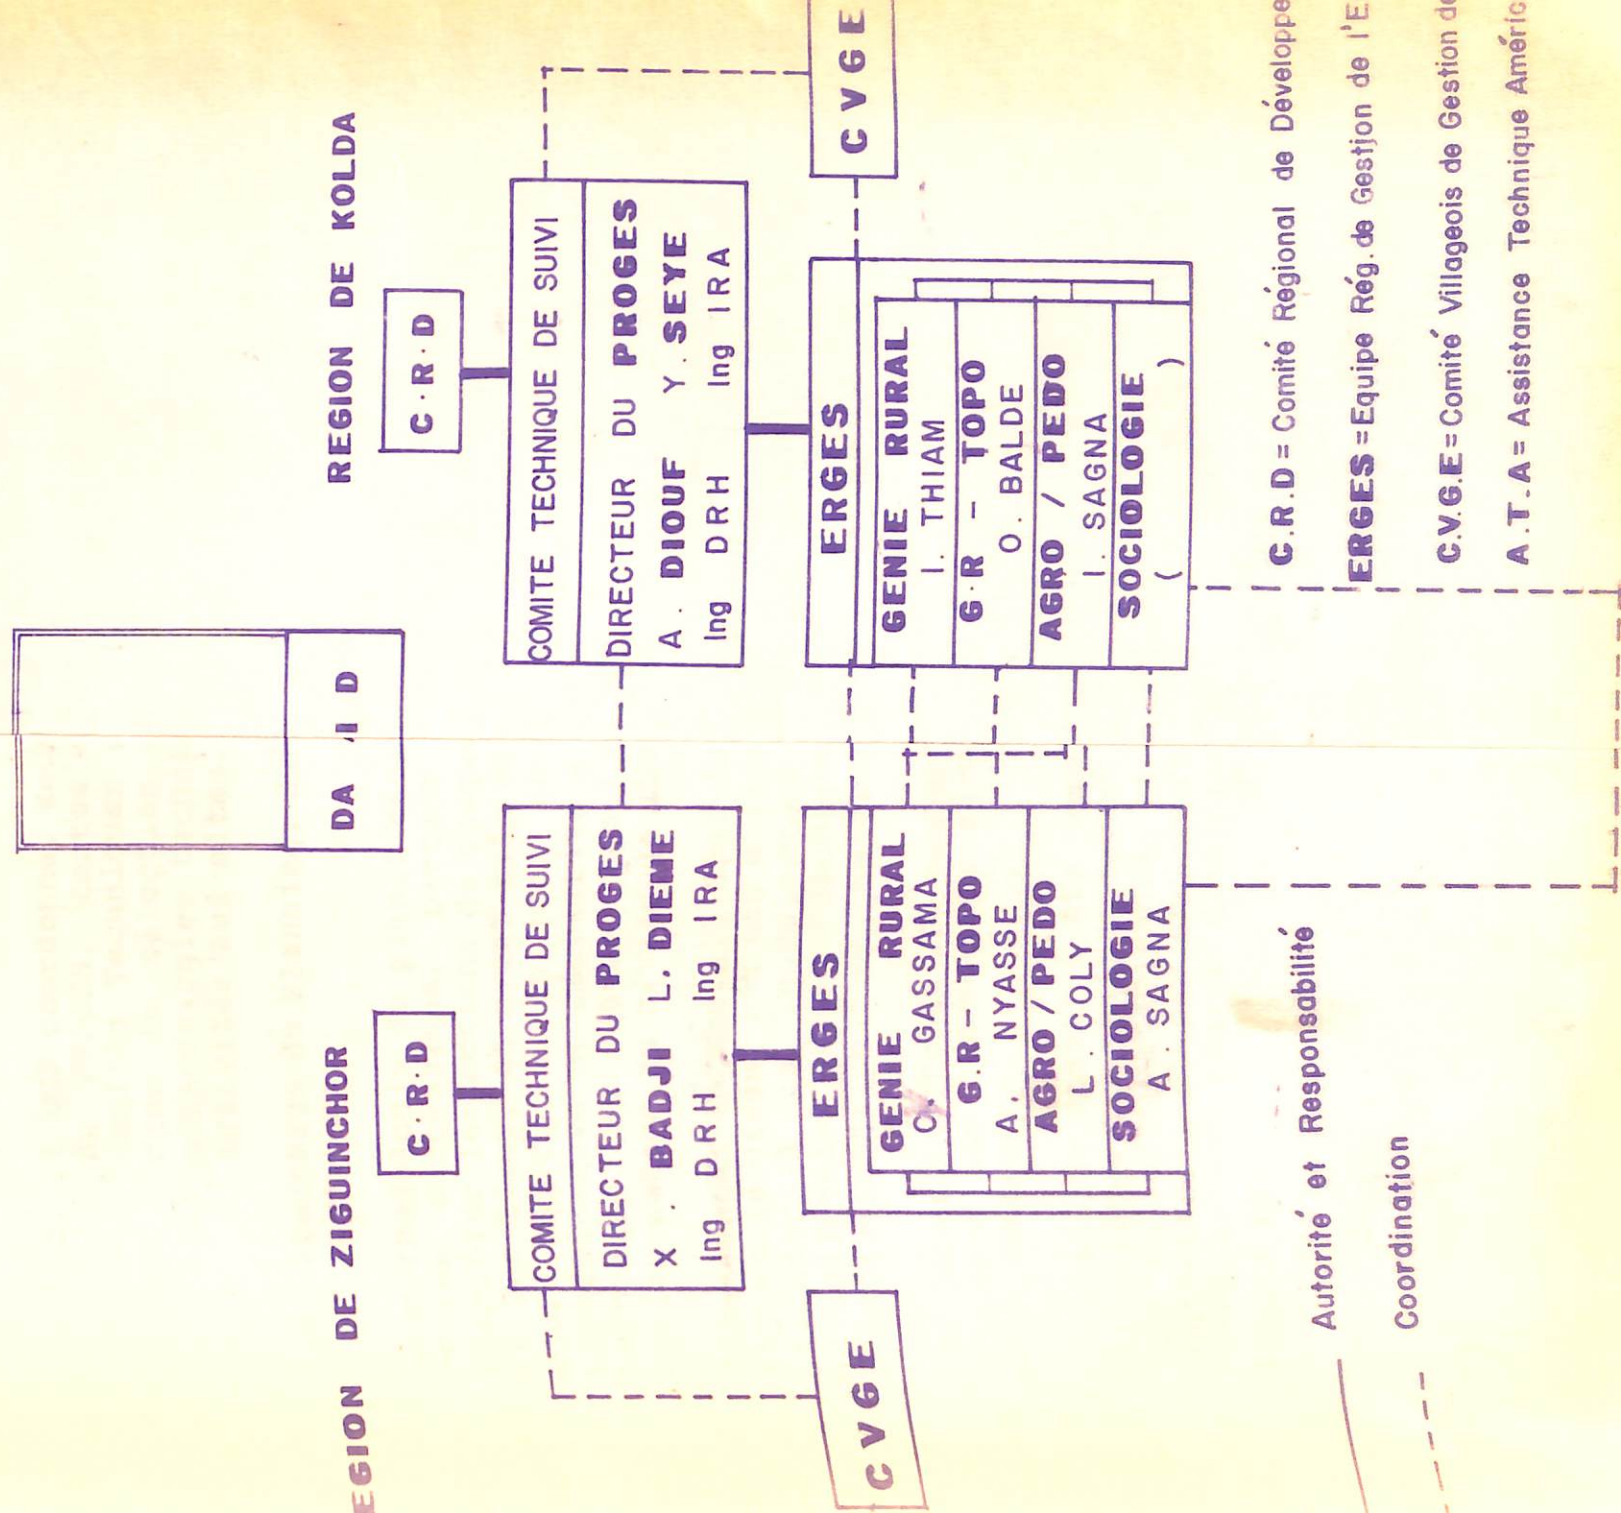 DA I D
EGION DE ZIGUINCHOR
C.R.D
COMITE TECHNIQUE DE SUIVI
DIRECTEUR DU PROGES
X. BADJI L. DIEME
Ing DRH Ing IRA
ERGES
GENIE RURAL
GASSAMA
G.R - TOPO
A. NYASSE
AGRO / PEDO
L. COLY
SOCIOLOGIE
A. SAGNA
CVGE
REGION DE KOLDA
C.R.D
COMITE TECHNIQUE DE SUIVI
DIRECTEUR DU PROGES
A. DIOUF Y. SEYE
Ing DRH Ing IRA
ERGES
GENIE RURAL
I. THIAM
G.R - TOPO
O. BALDE
AGRO / PEDO
I. SAGNA
SOCIOLOGIE
( )
CVGE
Autorité et Responsabilité
Coordination
C.R.D = Comité Régional de Développe
ERGES = Equipe Rég. de Gestion de l'E
C.V.G.E = Comité Villageois de Gestion de
A.T.A = Assistance Technique Améric